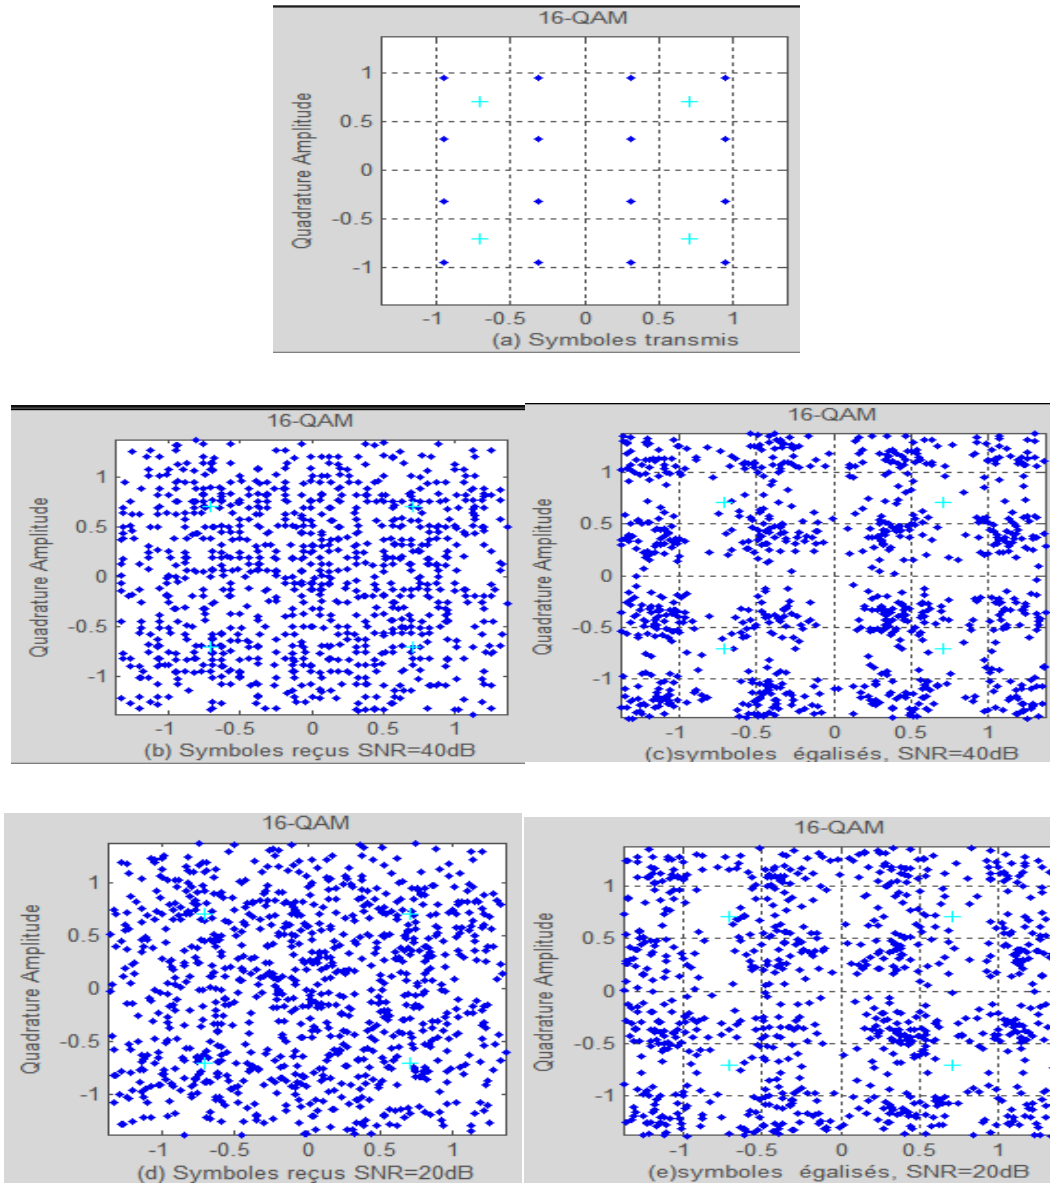 16-QAM
Quadrature Amplitude
1
0.5
0
-0.5
-1
-1 -0.5 0 0.5 1
(a) Symboles transmis
16-QAM
Quadrature Amplitude
1
0.5
0
-0.5
-1
-1 -0.5 0 0.5 1
(b) Symboles reçus SNR=40dB
16-QAM
Quadrature Amplitude
1
0.5
0
-0.5
-1
-1 -0.5 0 0.5 1
(c)symboles égalisés, SNR=40dB
16-QAM
Quadrature Amplitude
1
0.5
0
-0.5
-1
-1 -0.5 0 0.5 1
(d) Symboles reçus SNR=20dB
16-QAM
Quadrature Amplitude
1
0.5
0
-0.5
-1
-1 -0.5 0 0.5 1
(e)symboles égalisés, SNR=20dB